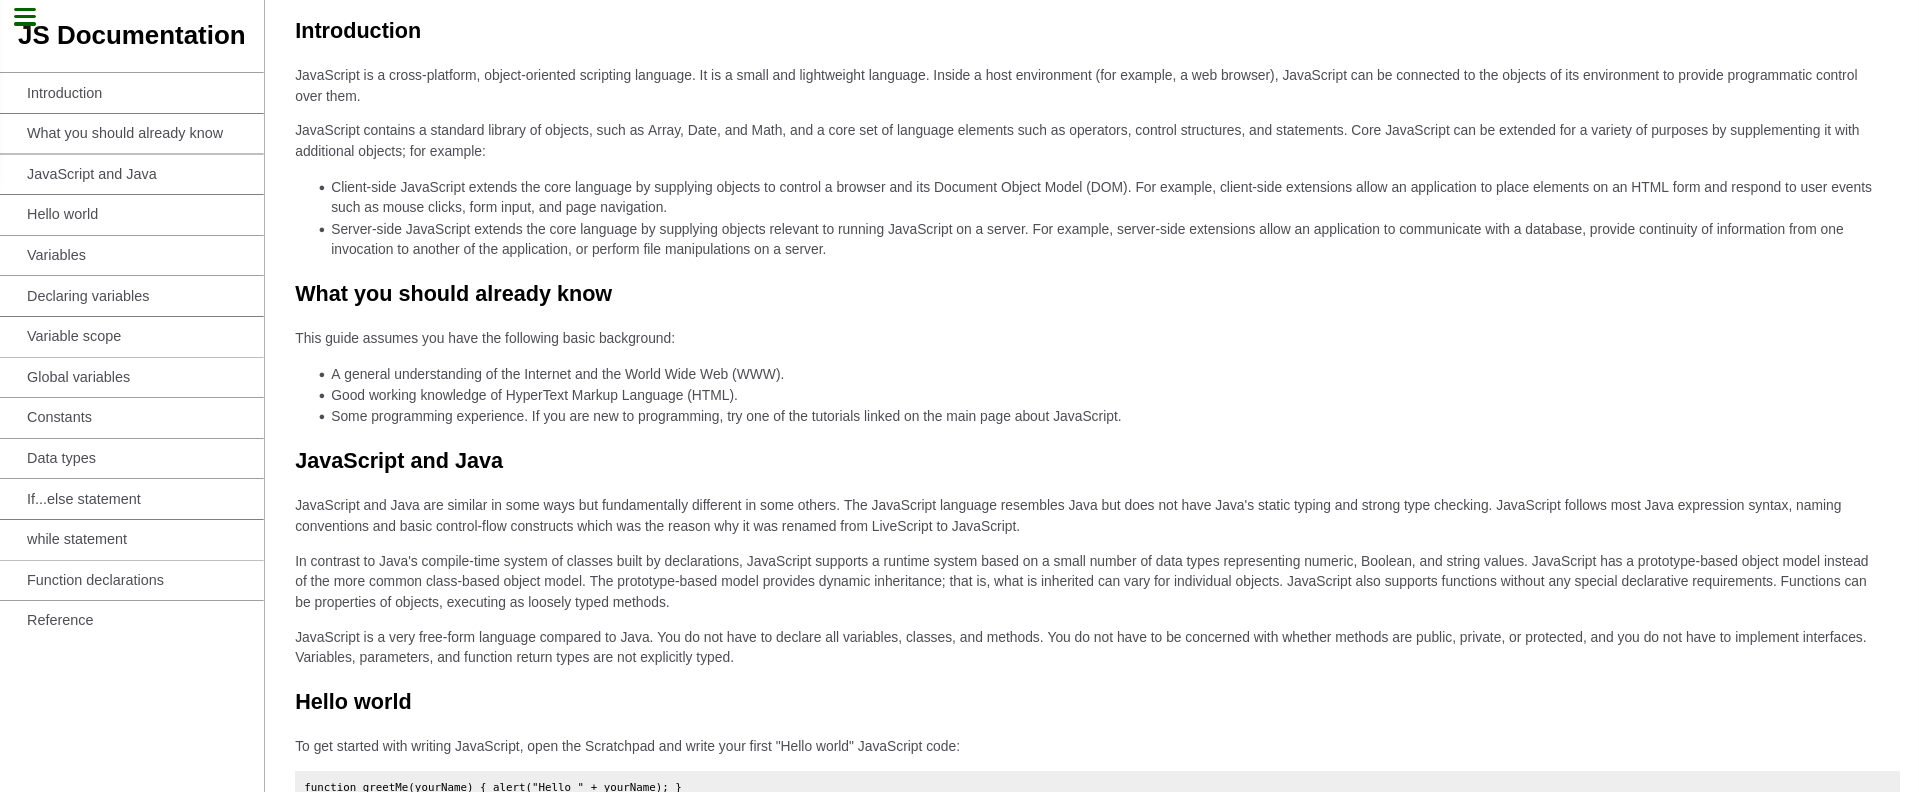 JS Documentation
Introduction
What you should already know
JavaScript and Java
Hello world
Variables
Declaring variables
Variable scope
Global variables
Constants
Data types
If...else statement
while statement
Function declarations
Reference
Introduction
JavaScript is a cross-platform, object-oriented scripting language. It is a small and lightweight language. Inside a host environment (for example, a web browser), JavaScript can be connected to the objects of its environment to provide programmatic control
over them.
JavaScript contains a standard library of objects, such as Array, Date, and Math, and a core set of language elements such as operators, control structures, and statements. Core JavaScript can be extended for a variety of purposes by supplementing it with
additional objects; for example:
• Client-side JavaScript extends the core language by supplying objects to control a browser and its Document Object Model (DOM). For example, client-side extensions allow an application to place elements on an HTML form and respond to user events
such as mouse clicks, form input, and page navigation.
• Server-side JavaScript extends the core language by supplying objects relevant to running JavaScript on a server. For example, server-side extensions allow an application to communicate with a database, provide continuity of information from one
invocation to another of the application, or perform file manipulations on a server.
What you should already know
This guide assumes you have the following basic background:
• A general understanding of the Internet and the World Wide Web (WWW).
• Good working knowledge of HyperText Markup Language (HTML).
• Some programming experience. If you are new to programming, try one of the tutorials linked on the main page about JavaScript.
JavaScript and Java
JavaScript and Java are similar in some ways but fundamentally different in some others. The JavaScript language resembles Java but does not have Java's static typing and strong type checking. JavaScript follows most Java expression syntax, naming
conventions and basic control-flow constructs which was the reason why it was renamed from LiveScript to JavaScript.
In contrast to Java's compile-time system of classes built by declarations, JavaScript supports a runtime system based on a small number of data types representing numeric, Boolean, and string values. JavaScript has a prototype-based object model instead
of the more common class-based object model. The prototype-based model provides dynamic inheritance; that is, what is inherited can vary for individual objects. JavaScript also supports functions without any special declarative requirements. Functions can
be properties of objects, executing as loosely typed methods.
JavaScript is a very free-form language compared to Java. You do not have to declare all variables, classes, and methods. You do not have to be concerned with whether methods are public, private, or protected, and you do not have to implement interfaces.
Variables, parameters, and function return types are not explicitly typed.
Hello world
To get started with writing JavaScript, open the Scratchpad and write your first "Hello world" JavaScript code:
function greetMe(yourName) { alert("Hello " + yourName); }